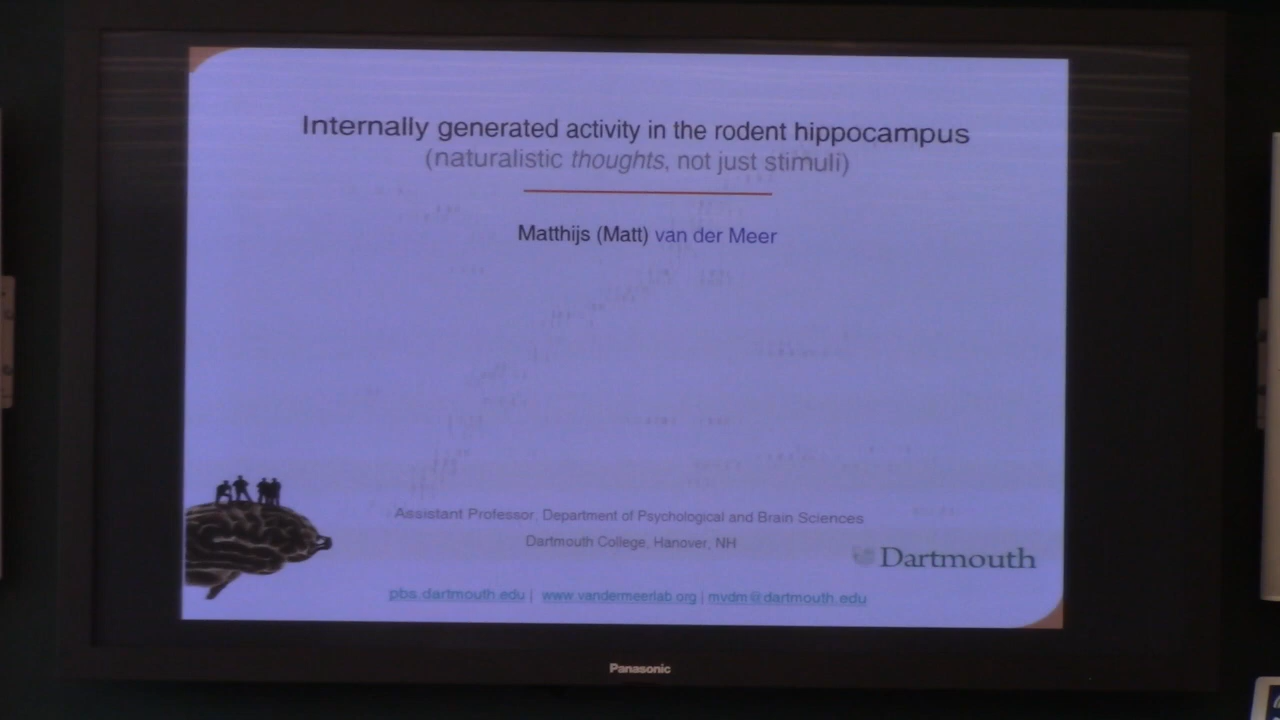 Internally generated activity in the rodent hippocampus
(naturalistic thoughts, not just stimuli)
Matthijs (Matt) van der Meer
Assistant Professor, Department of Psychological and Brain Sciences
Dartmouth College, Hanover, NH
Dartmouth
pbs.dartmouth.edu | www.vandermeerlab.org | mvdm@dartmouth.edu
Panasonic